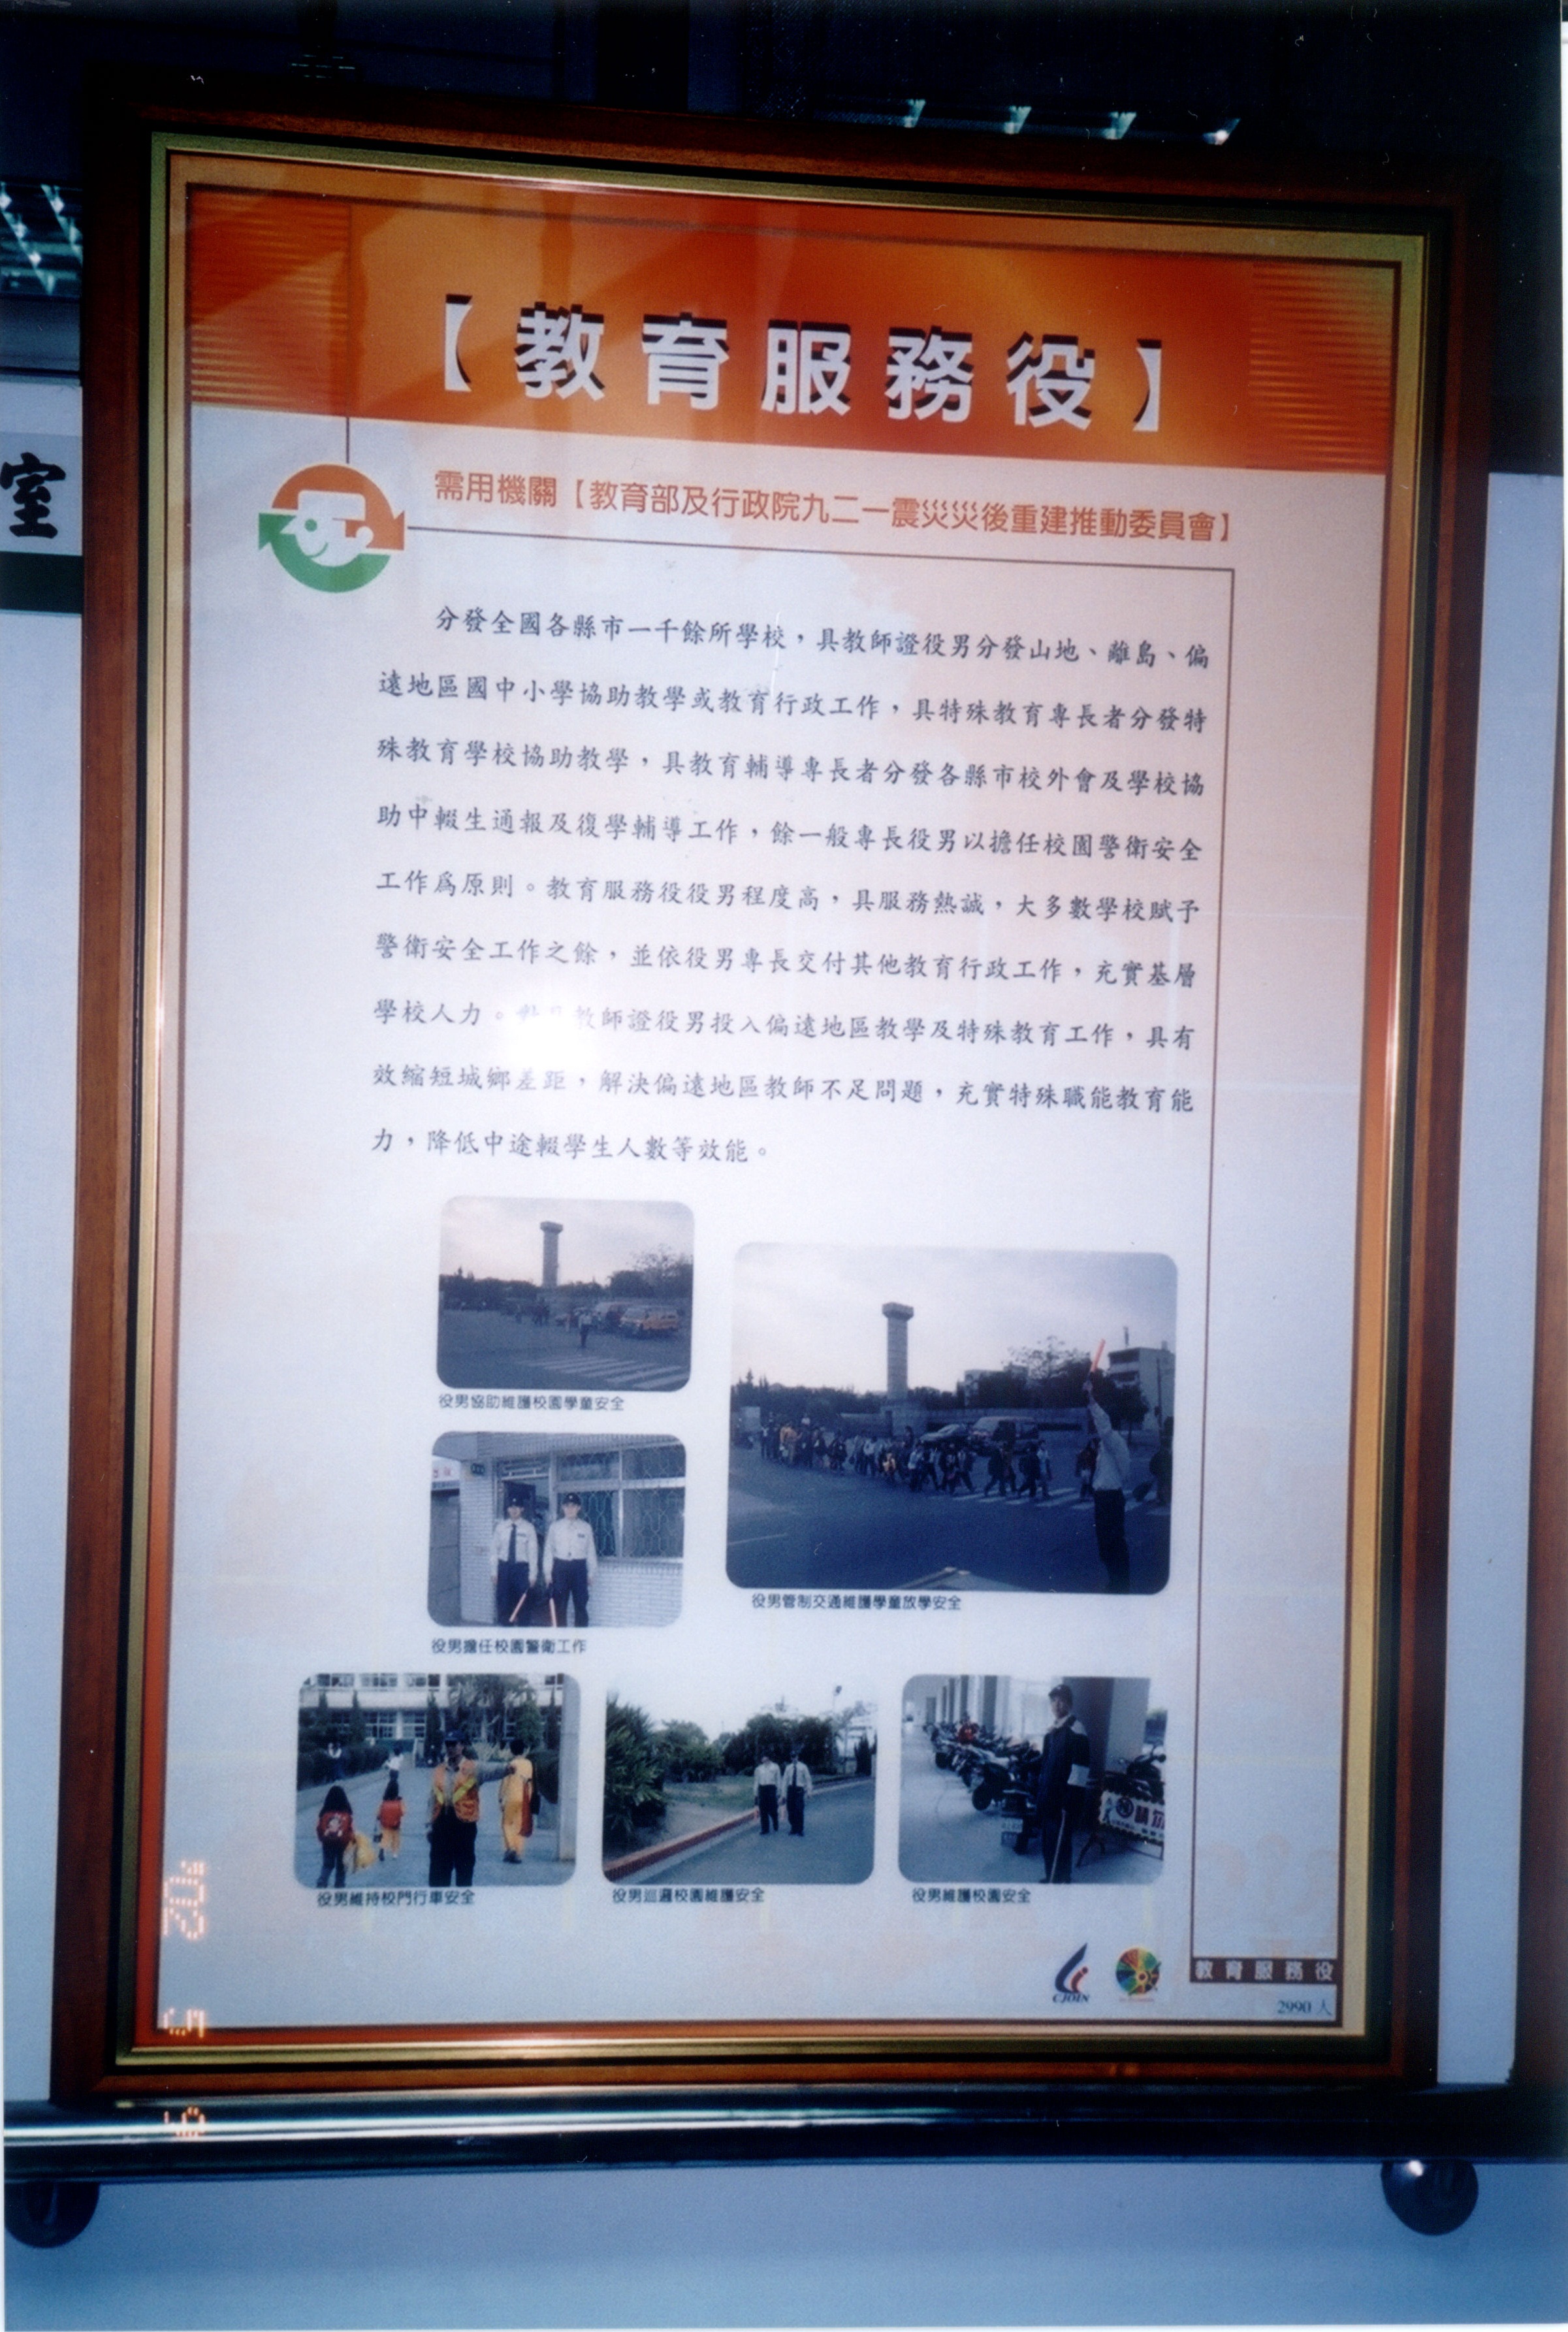 【教育服務役】
需用機關【教育部及行政院九二一震災災後重建推動委員會】
室
分發全國各縣市一千餘所學校，具教師證役男分發山地、離島、偏
遠地區國中小學協助教學或教育行政工作，具特殊教育專長者分發特
殊教育學校協助教學，具教育輔導專長者分發各縣市校外會及學校協
助中輟生通報及復學輔導工作，餘一般專長役男以擔任校園警衛安全
工作為原則。教育服務役役男程度高，具服務熱誠，大多數學校賦予
警衛安全工作之餘，並依役男專長交付其他教育行政工作，充實基層
學校人力。教師證役男投入偏遠地區教學及特殊教育工作，具有
效縮短城鄉差距，解決偏遠地區教師不足問題，充實特殊職能教育能
力，降低中途輟學生人數等效能。
役男協助維護校園學童安全
役男管制交通維護學童放學安全
役男擔任校園警衛工作
役男維持校門行車安全
役男巡邏校園維護安全
役男維護校園安全
CJOIN
教育服務役
2990人
'02 5